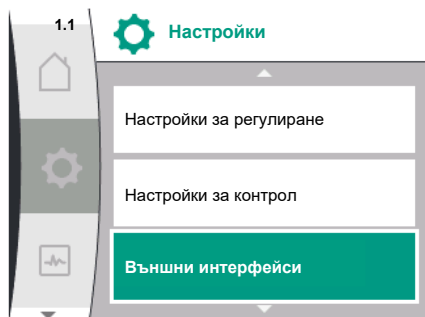 1.1
Настройки
Настройки за регулиране
Настройки за контрол
Външни интерфейси